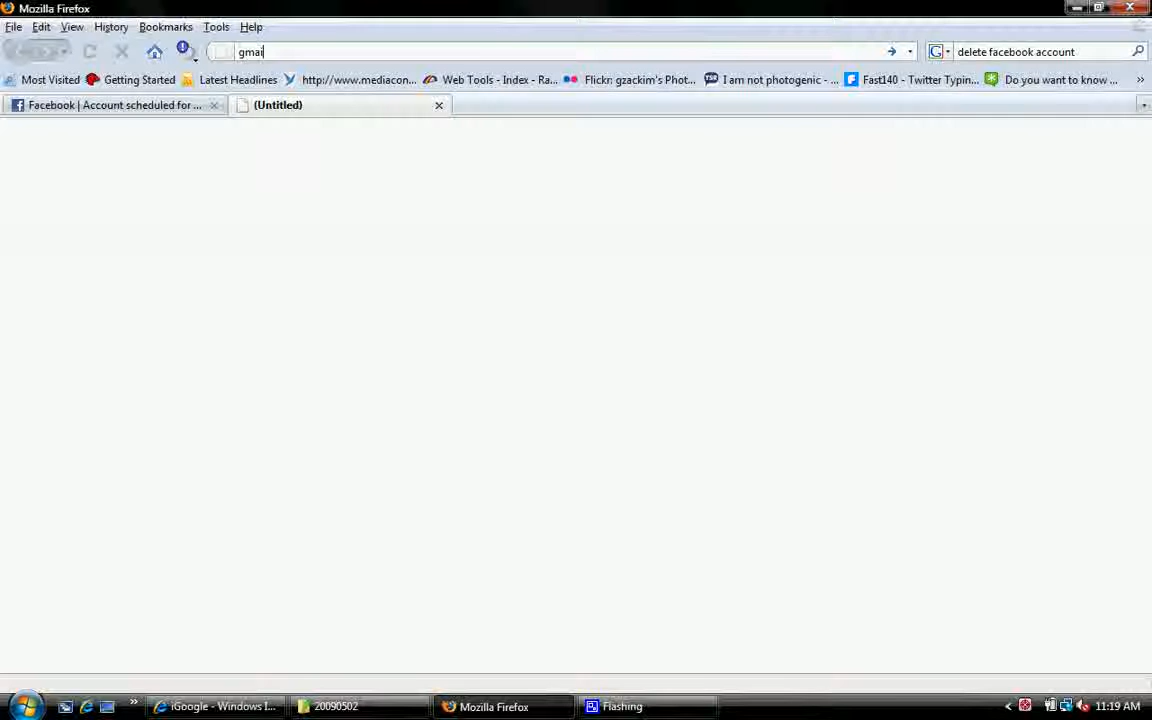 Mozilla Firefox
File Edit View History Bookmarks Tools Help
gmai
delete facebook account
Most Visited Getting Started Latest Headlines http://www.mediacon... Web Tools - Index - Ra... Flickr: gzackim's Phot... I am not photogenic - ... Fast140 - Twitter Typin... Do you want to know ... »
Facebook | Account scheduled for ... (Untitled)
» iGoogle - Windows I... 20090502 Mozilla Firefox Flashing < 11:19 AM